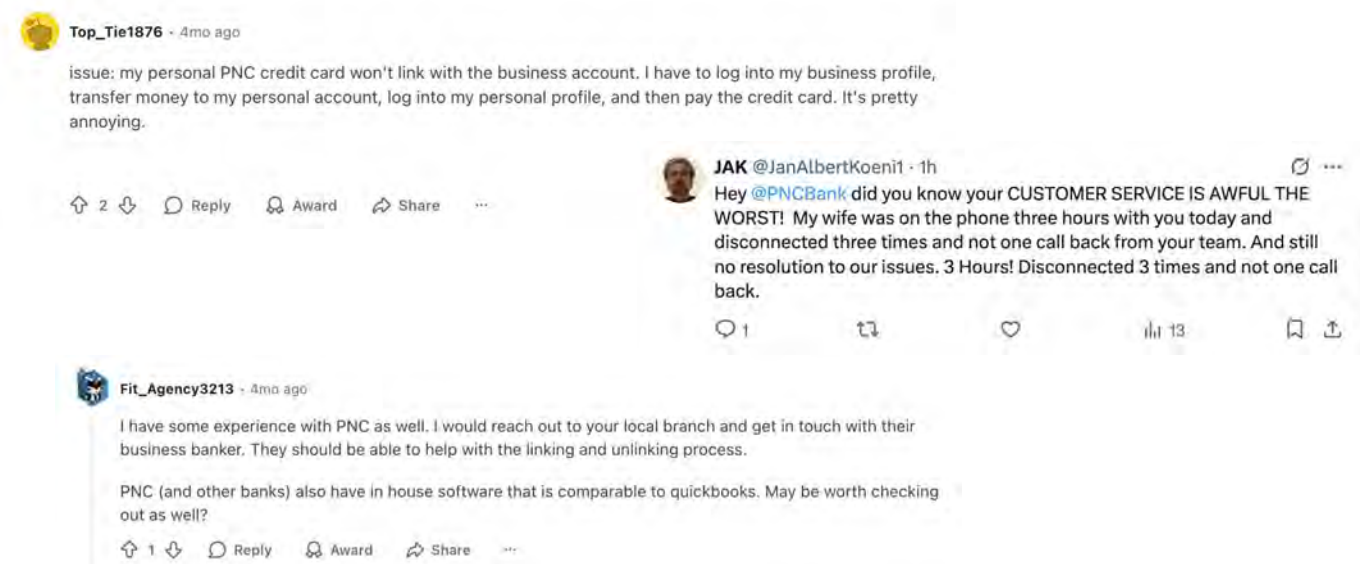 Top_Tie1876 · 4mo ago
issue: my personal PNC credit card won't link with the business account. I have to log into my business profile,
transfer money to my personal account, log into my personal profile, and then pay the credit card. It's pretty
annoying.
2 Reply Award Share ...
JAK @JanAlbertKoeni1 · 1h ...
Hey @PNCBank did you know your CUSTOMER SERVICE IS AWFUL THE
WORST! My wife was on the phone three hours with you today and
disconnected three times and not one call back from your team. And still
no resolution to our issues. 3 Hours! Disconnected 3 times and not one call
back.
1 13
Fit_Agency3213 · 4mo ago
I have some experience with PNC as well. I would reach out to your local branch and get in touch with their
business banker. They should be able to help with the linking and unlinking process.
PNC (and other banks) also have in house software that is comparable to quickbooks. May be worth checking
out as well?
1 Reply Award Share ...